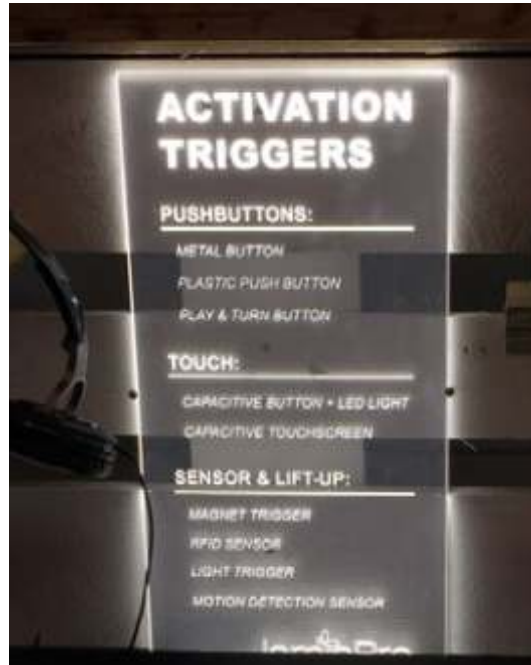 ACTIVATION
TRIGGERS
PUSHBUTTONS:
METAL BUTTON
PLASTIC PUSH BUTTON
PLAY & TURN BUTTON
TOUCH:
CAPACITIVE BUTTON + LED LIGHT
CAPACITIVE TOUCHSCREEN
SENSOR & LIFT-UP:
MAGNET TRIGGER
RFID SENSOR
LIGHT TRIGGER
MOTION DETECTION SENSOR